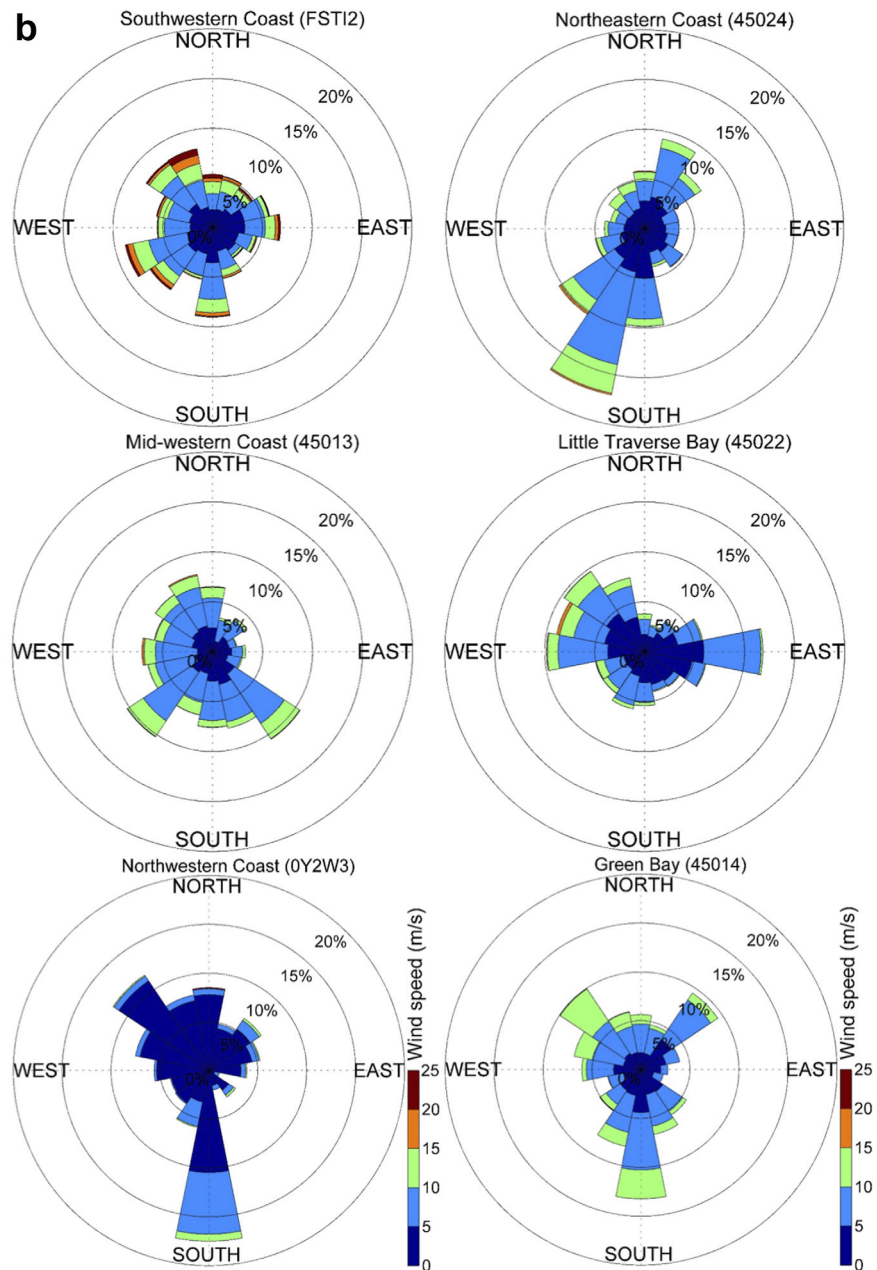 b
Southwestern Coast (FSTI2)
NORTH
20%
15%
10%
5%
0%
WEST
EAST
SOUTH
Northeastern Coast (45024)
NORTH
20%
15%
10%
5%
0%
WEST
EAST
SOUTH
Mid-western Coast (45013)
NORTH
20%
15%
10%
5%
0%
WEST
EAST
SOUTH
Little Traverse Bay (45022)
NORTH
20%
15%
10%
5%
0%
WEST
EAST
SOUTH
Northwestern Coast (0Y2W3)
NORTH
20%
15%
10%
5%
0%
WEST
EAST
SOUTH
Wind speed (m/s)
25
20
15
10
5
0
Green Bay (45014)
NORTH
20%
15%
10%
5%
0%
WEST
EAST
SOUTH
Wind speed (m/s)
25
20
15
10
5
0